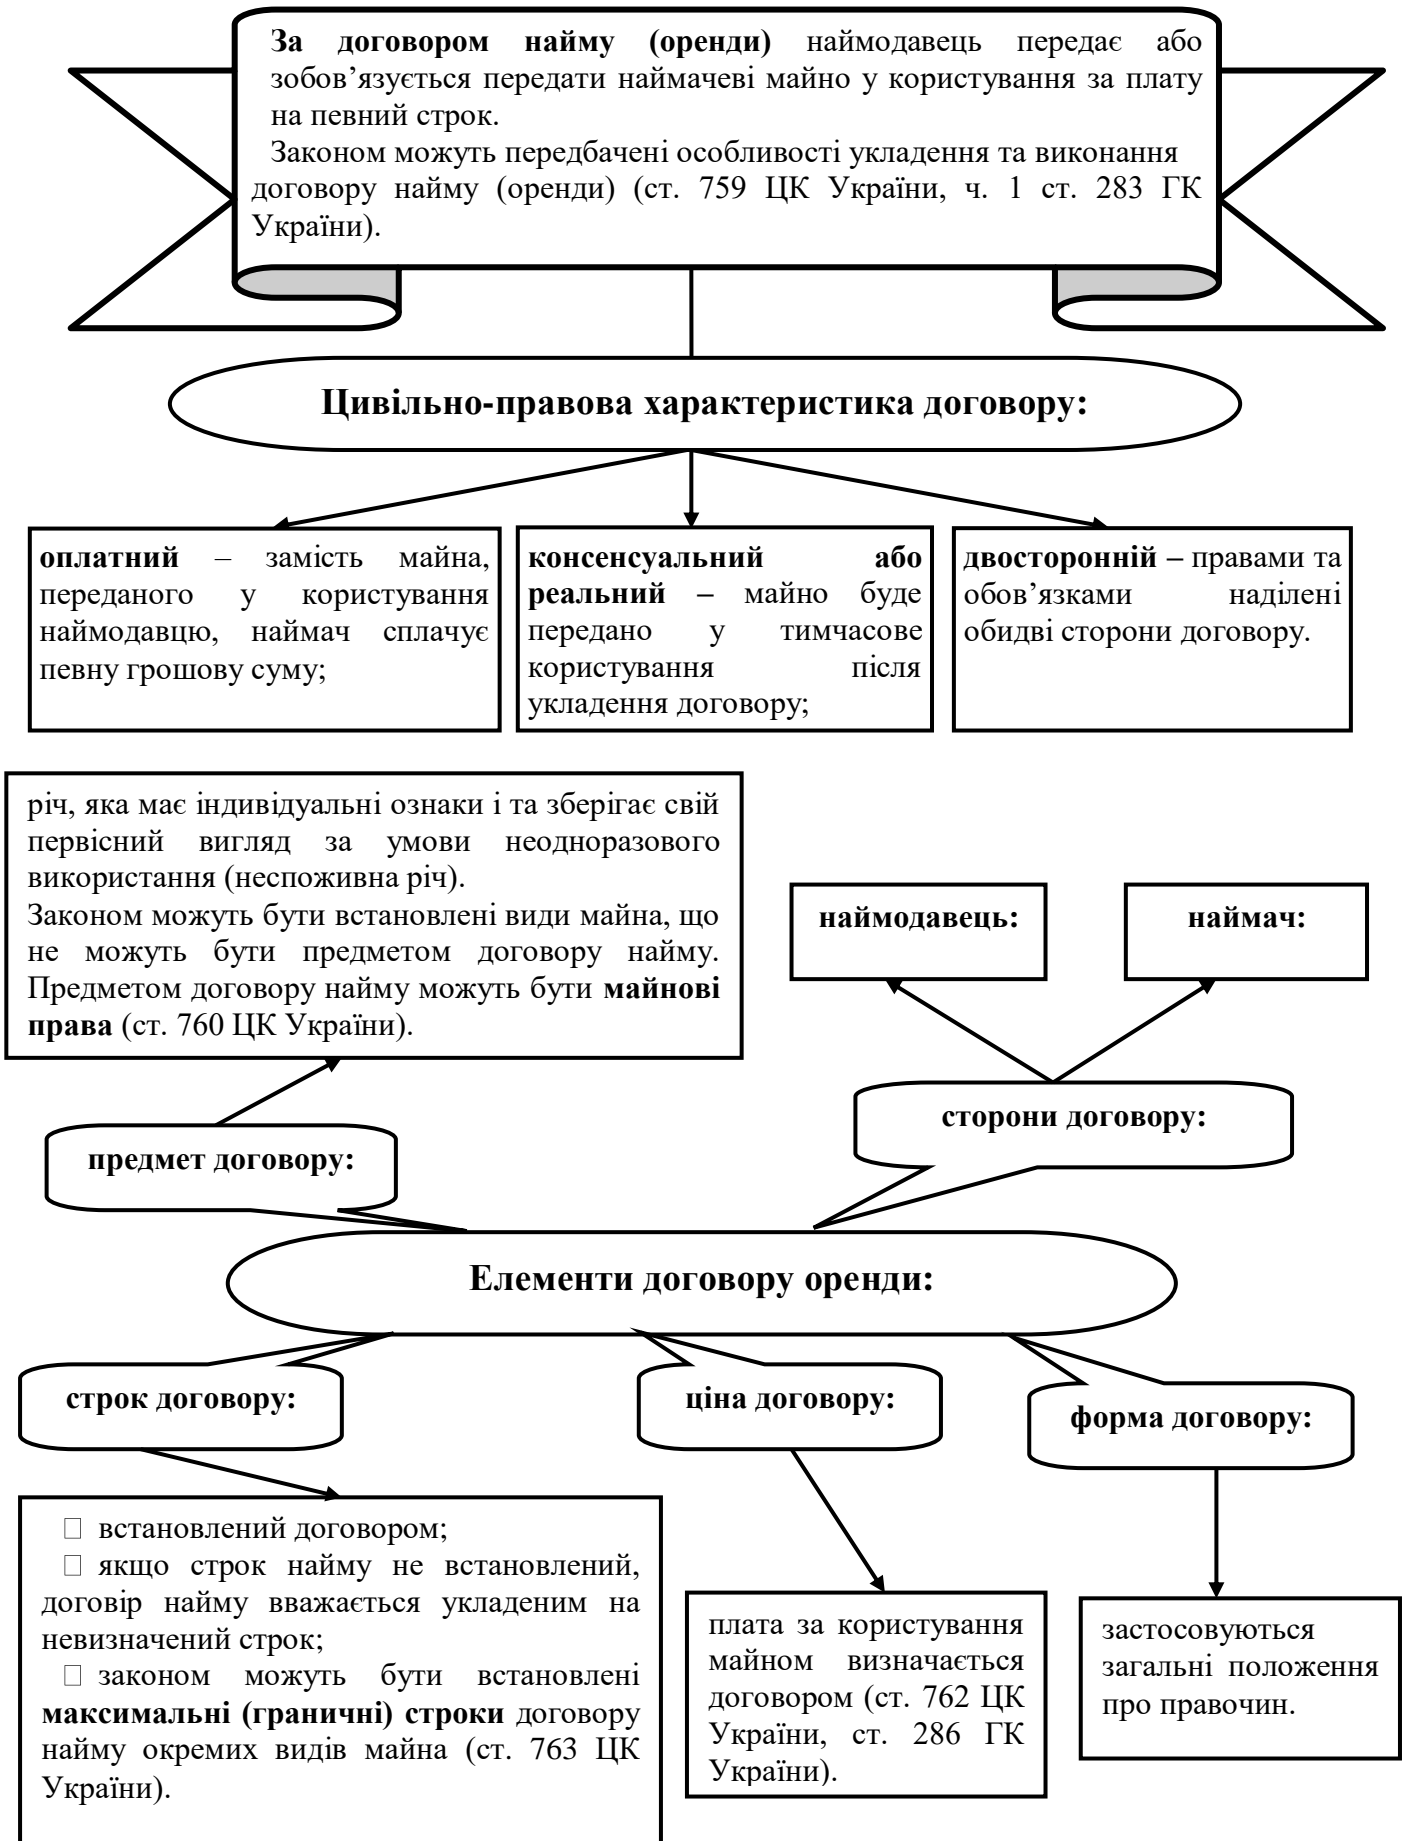 За договором найму (оренди) наймодавець передає або
зобов’язується передати наймачеві майно у користування за плату
на певний строк.
Законом можуть передбачені особливості укладення та виконання
договору найму (оренди) (ст. 759 ЦК України, ч. 1 ст. 283 ГК
України).
Цивільно-правова характеристика договору:
оплатний – замість майна,
переданого у користування
наймодавцю, наймач сплачує
певну грошову суму;
консенсуальний або
реальний – майно буде
передано у тимчасове
користування після
укладення договору;
двосторонній – правами та
обов’язками наділені
обидві сторони договору.
річ, яка має індивідуальні ознаки і та зберігає свій
первісний вигляд за умови неодноразового
використання (неспоживна річ).
Законом можуть бути встановлені види майна, що
не можуть бути предметом договору найму.
Предметом договору найму можуть бути майнові
права (ст. 760 ЦК України).
наймодавець:
наймач:
сторони договору:
предмет договору:
Елементи договору оренди:
строк договору:
ціна договору:
форма договору:
встановлений договором;
якщо строк найму не встановлений,
договір найму вважається укладеним на
невизначений строк;
законом можуть бути встановлені
максимальні (граничні) строки договору
найму окремих видів майна (ст. 763 ЦК
України).
плата за користування
майном визначається
договором (ст. 762 ЦК
України, ст. 286 ГК
України).
застосовуються
загальні положення
про правочин.